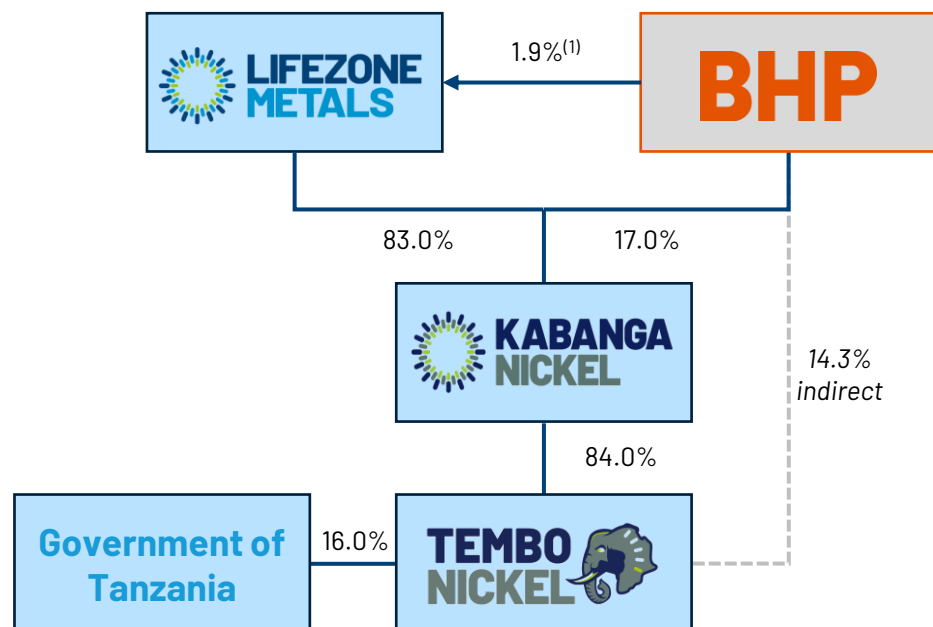 LIFEZONE
METALS
1.9%(1)
BHP
83.0%
17.0%
KABANGA
NICKEL
14.3%
indirect
84.0%
Government of
Tanzania
16.0%
TEMBO
NICKEL